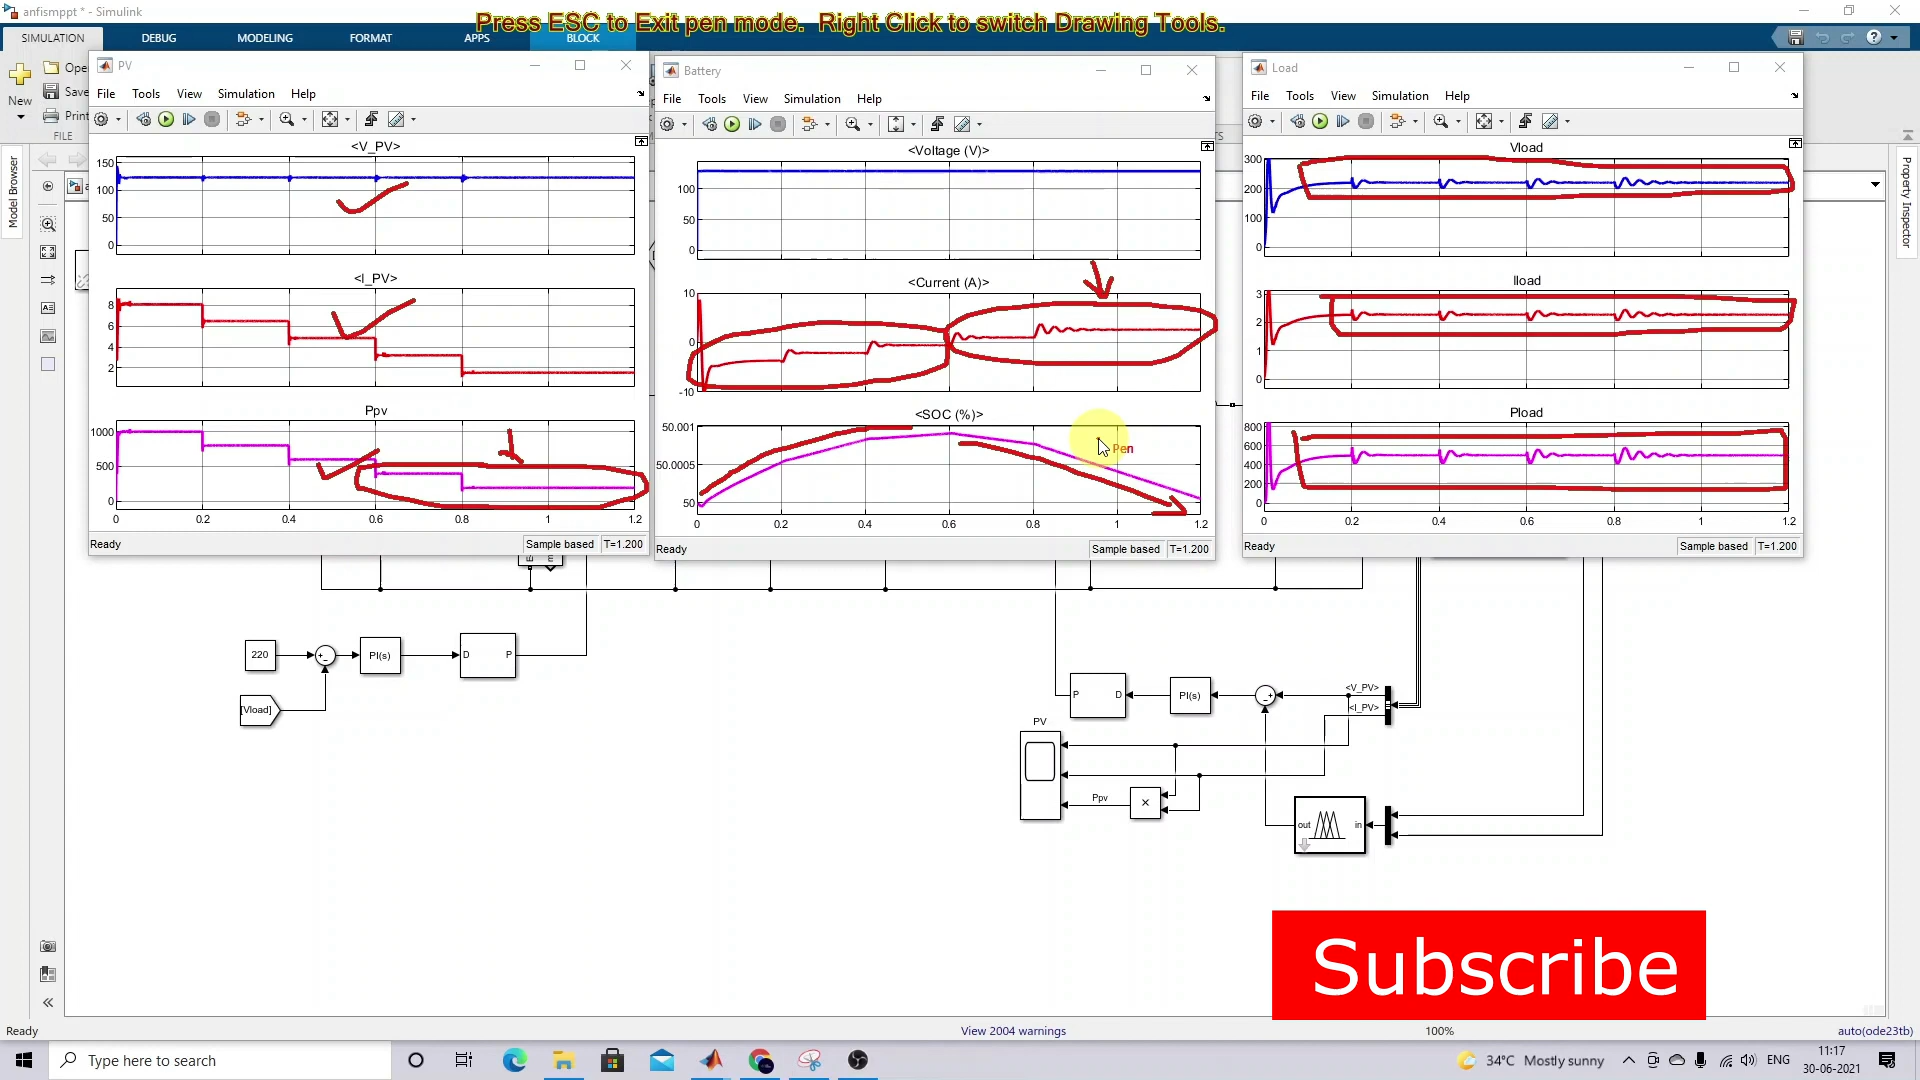 anfismppt * - Simulink
Press ESC to Exit pen mode. Right Click to switch Drawing Tools.
SIMULATION
DEBUG
MODELING
FORMAT
APPS
BLOCK
New
Save
Print
FILE
Model Browser
Property Inspector
PV
File Tools View Simulation Help
<V_PV>
150
100
50
0
<I_PV>
8
6
4
2
Ppv
1000
500
0
0 0.2 0.4 0.6 0.8 1 1.2
Ready
Sample based
T=1.200
Battery
File Tools View Simulation Help
<Voltage (V)>
100
50
0
<Current (A)>
10
0
-10
<SOC (%)>
50.001
50.0005
50
Pen
0 0.2 0.4 0.6 0.8 1 1.2
Ready
Sample based
T=1.200
Load
File Tools View Simulation Help
Vload
300
200
100
0
Iload
3
2
1
0
Pload
800
600
400
200
0
0 0.2 0.4 0.6 0.8 1 1.2
Ready
Sample based
T=1.200
220
PI(s)
D P
[Vload]
P D
PI(s)
<V_PV>
<I_PV>
PV
Ppv
×
out in
Subscribe
Ready
View 2004 warnings
100%
auto(ode23tb)
Type here to search
34°C Mostly sunny
ENG
11:17
30-06-2021